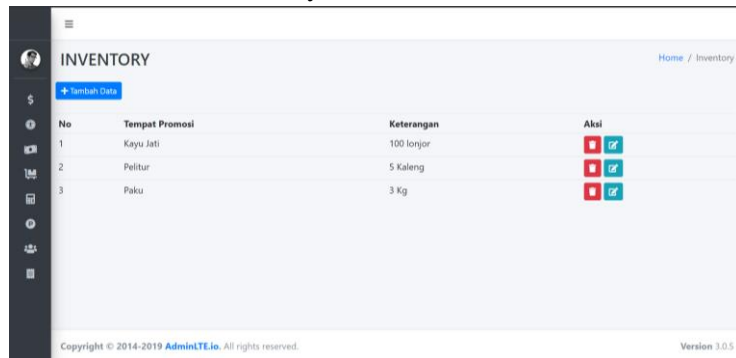 INVENTORY
Home / Inventory
+ Tambah Data
No Tempat Promosi Keterangan Aksi
1 Kayu Jati 100 lonjor
2 Pelitur 5 Kaleng
3 Paku 3 Kg
Copyright © 2014-2019 AdminLTE.io. All rights reserved.
Version 3.0.5